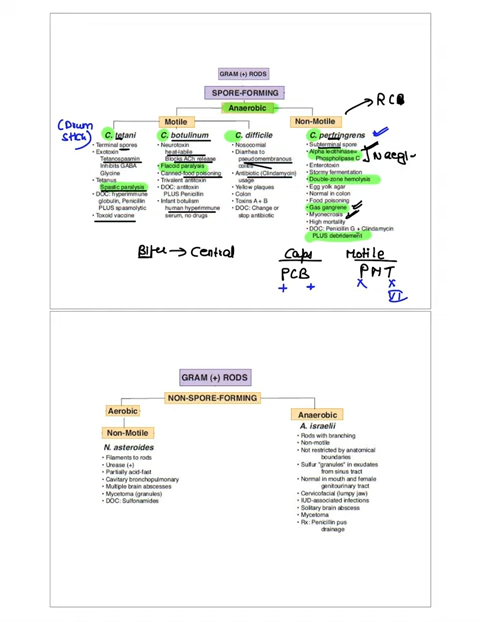 GRAM (+) RODS
SPORE-FORMING
Anaerobic
Motile
Non-Motile
RCB
(Drum
Stick)
C. tetani
• Terminal spores
• Exotoxin
Tetanospasmin
Inhibits GABA
Glycine
• Tetanus
Spastic paralysis
• DOC: hyperimmune
globulin, Penicillin
PLUS spasmolytic
• Toxoid vaccine
C. botulinum
• Neurotoxin
heat-labile
Blocks ACh release
• Flaccid paralysis
• Canned-food poisoning
• Trivalent antitoxin
• DOC: antitoxin
PLUS Penicillin
• Infant botulism
human hyperimmune
serum, no drugs
C. difficile
• Nosocomial
• Diarrhea to
pseudomembranous
colitis
• Antibiotic (Clindamycin)
usage
• Yellow plaques
• Colon
• Toxins A + B
• DOC: Change or
stop antibiotic
C. perfringens
• Subterminal spore
• Alpha lecithinase=
Phospholipase C
• Enterotoxin
• Stormy fermentation
• Double-zone hemolysis
• Egg yolk agar
• Normal in colon
• Food poisoning
• Gas gangrene
• Myonecrosis
• High mortality
• DOC: Penicillin G + Clindamycin
PLUS debridement
Naegl-
→ Central
Caps
PCB
+ +
Motile
PNT
x x
VI
GRAM (+) RODS
NON-SPORE-FORMING
Aerobic
Non-Motile
N. asteroides
• Filaments to rods
• Urease (+)
• Partially acid-fast
• Cavitary bronchopulmonary
• Multiple brain abscesses
• Mycetoma (granules)
• DOC: Sulfonamides
Anaerobic
A. israelii
• Rods with branching
• Non-motile
• Not restricted by anatomical
boundaries
• Sulfur "granules" in exudates
from sinus tract
• Normal in mouth and female
genitourinary tract
• Cervicofacial (lumpy jaw)
• IUD-associated infections
• Solitary brain abscess
• Mycetoma
• Rx: Penicillin pus
drainage